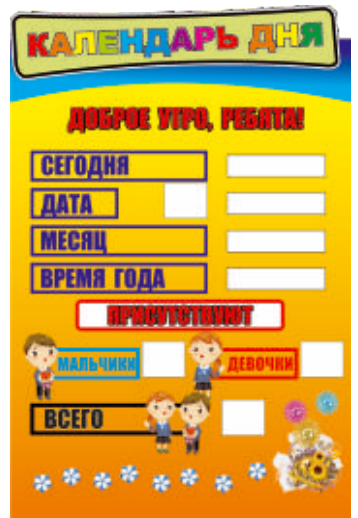 КАЛЕНДАРЬ ДНЯ
ДОБРОЕ УТРО, РЕБЯТА!
СЕГОДНЯ
ДАТА
МЕСЯЦ
ВРЕМЯ ГОДА
ПРИСУТСТВУЮТ
МАЛЬЧИКИ
ДЕВОЧКИ
ВСЕГО